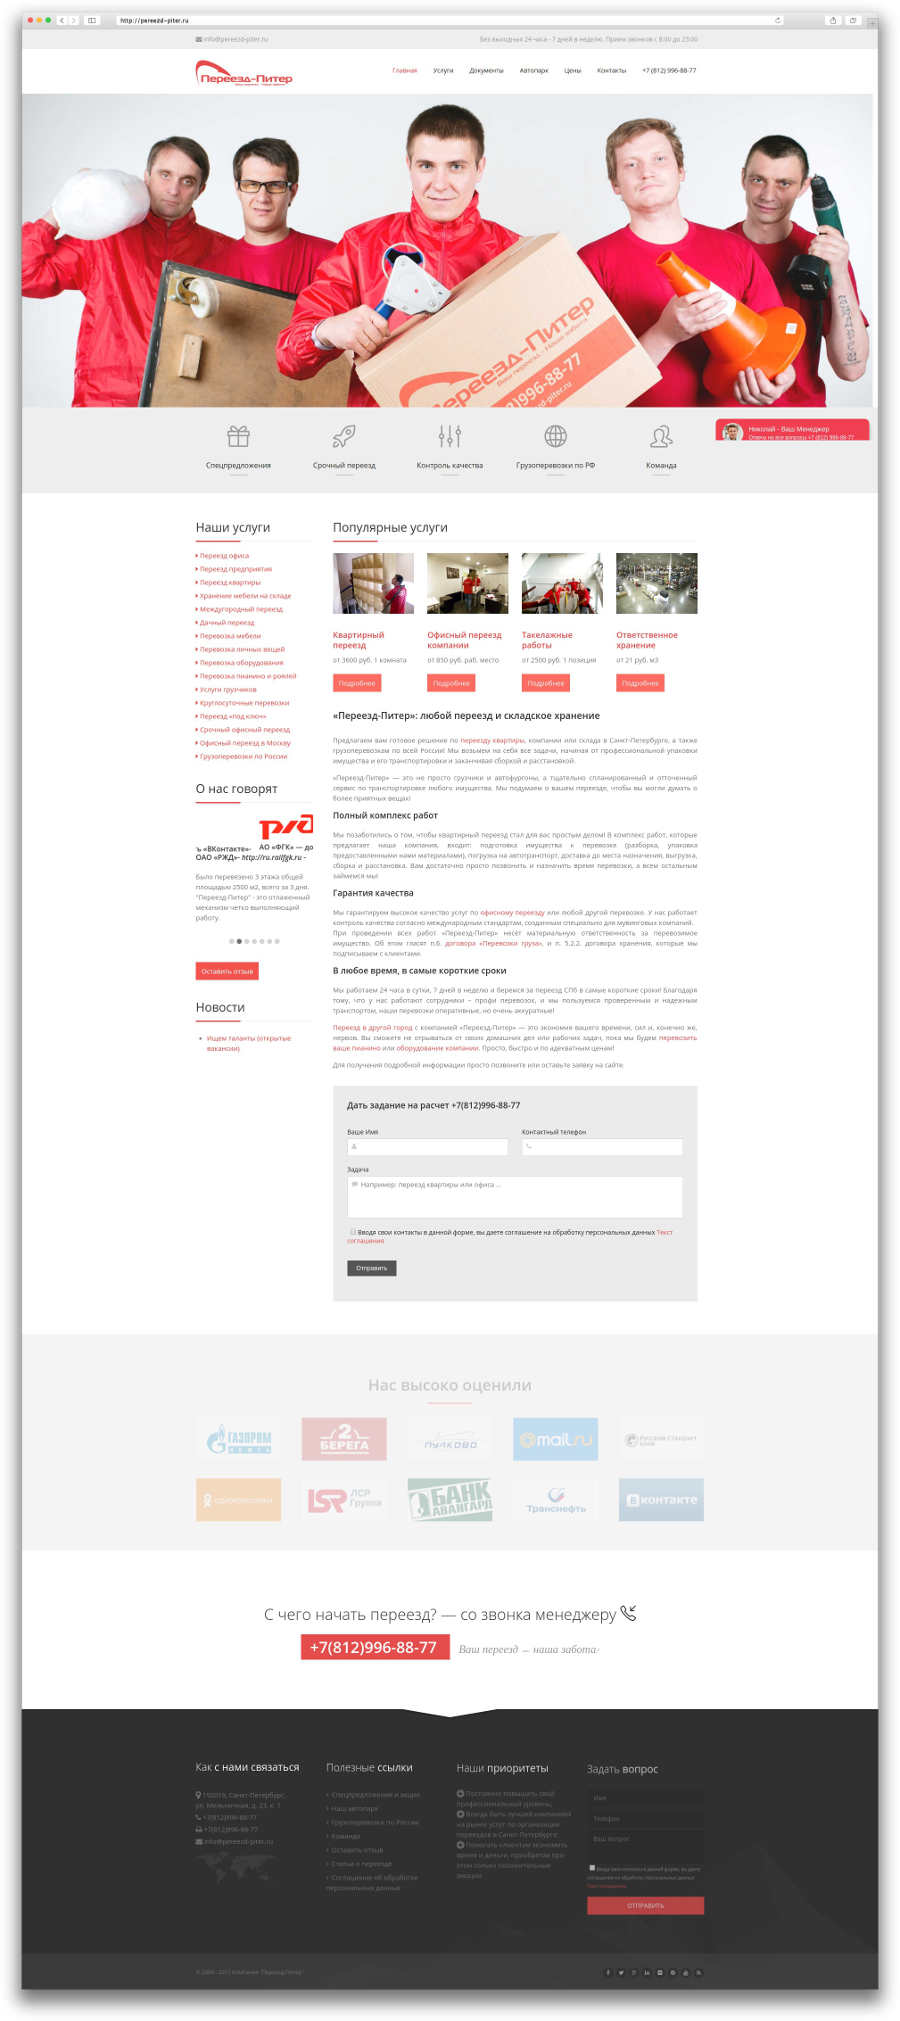 http://pereezd-piter.ru
info@pereezd-piter.ru
Без выходных 24 часа - 7 дней в неделю. Прием звонков с 8:00 до 23:00
Переезд-Питер
Главная
Услуги
Документы
Автопарк
Цены
Контакты
+7 (812) 996-88-77
Переезд-Питер
Ваш переезд - Наша забота
996-88-77
Николай - Ваш Менеджер
Отвечу на все вопросы +7 (812) 996-88-77
Спецпредложения
Срочный переезд
Контроль качества
Грузоперевозки по РФ
Команда
Наши услуги
Переезд офиса
Переезд предприятия
Переезд квартиры
Хранение мебели на складе
Междугородный переезд
Дачный переезд
Перевозка мебели
Перевозка личных вещей
Перевозка оборудования
Перевозка пианино и роялей
Услуги грузчиков
Круглосуточные перевозки
Переезд «под ключ»
Срочный офисный переезд
Офисный переезд в Москву
Грузоперевозки по России
О нас говорят
ъ «ВКонтакте»-
АО «ФГК» — до
ОАО «РЖД»- http://ru.railfgk.ru -
Было перевезено 3 этажа общей
площадью 2500 м2, всего за 3 дня.
"Переезд-Питер" - это отлаженный
механизм четко выполняющий
работу.
Оставить отзыв
Новости
Ищем таланты (открытые
вакансии)
Популярные услуги
Квартирный
переезд
от 3600 руб. 1 комната
Подробнее
Офисный переезд
компании
от 850 руб. раб. место
Подробнее
Такелажные
работы
от 2500 руб. 1 позиция
Подробнее
Ответственное
хранение
от 21 руб. м3
Подробнее
«Переезд-Питер»: любой переезд и складское хранение
Предлагаем вам готовое решение по переезду квартиры, компании или склада в Санкт-Петербурге, а также
грузоперевозкам по всей России! Мы возьмем на себя все задачи, начиная от профессиональной упаковки
имущества и его транспортировки и заканчивая сборкой и расстановкой.
«Переезд-Питер» — это не просто грузчики и автофургоны, а тщательно спланированный и отточенный
сервис по транспортировке любого имущества. Мы подумаем о вашем переезде, чтобы вы могли думать о
более приятных вещах!
Полный комплекс работ
Мы позаботились о том, чтобы квартирный переезд стал для вас простым делом! В комплекс работ, которые
предлагает наша компания, входит: подготовка имущества к перевозке (разборка, упаковка
предоставленными нами материалами), погрузка на автотранспорт, доставка до места назначения, выгрузка,
сборка и расстановка. Вам достаточно просто позвонить и назначить время перевозки, а всем остальным
займемся мы!
Гарантия качества
Мы гарантируем высокое качество услуг по офисному переезду или любой другой перевозке. У нас работает
контроль качества согласно международным стандартам, созданным специально для мувинговых компаний.
При проведении всех работ «Переезд-Питер» несёт материальную ответственность за перевозимое
имущество. Об этом гласят п.6. договора «Перевозки груза», и п. 5.2.2. договора хранения, которые мы
подписываем с клиентами.
В любое время, в самые короткие сроки
Мы работаем 24 часа в сутки, 7 дней в неделю и беремся за переезд СПб в самые короткие сроки! Благодаря
тому, что у нас работают сотрудники – профи перевозок, и мы пользуемся проверенным и надежным
транспортом, наши перевозки оперативные, но очень аккуратные!
Переезд в другой город с компанией «Переезд-Питер» — это экономия вашего времени, сил и, конечно же,
нервов. Вы сможете не отрываться от своих домашних дел или рабочих задач, пока мы будем перевозить
ваше пианино или оборудование компании. Просто, быстро и по адекватным ценам!
Для получения подробной информации просто позвоните или оставьте заявку на сайте.
Дать задание на расчет +7(812)996-88-77
Ваше Имя
Контактный телефон
Задача
Например: переезд квартиры или офиса ...
Вводя свои контакты в данной форме, вы даете соглашение на обработку персональных данных Текст
соглашения
Отправить
Нас высоко оценили
ГАЗПРОМ
НЕФТЬ
2
БЕРЕГА
ПУЛКОВО
@mail.ru
Русский Стандарт
Банк
одноклассники
LSR ЛСР
Группа
БАНК
АВАНГАРД
Транснефть
В контакте
С чего начать переезд? — со звонка менеджеру
+7(812)996-88-77
Ваш переезд — наша забота!
Как с нами связаться
192019, Санкт-Петербург,
ул. Мельничная, д. 23, к. 1
+7(812)996-88-77
+7(812)996-88-77
info@pereezd-piter.ru
Полезные ссылки
Спецпредложения и акции
Наш автопарк
Грузоперевозки по России
Команда
Оставить отзыв
Статьи о переезде
Соглашение об обработке
персональных данных
Наши приоритеты
Постоянно повышать свой
профессиональный уровень;
Всегда быть лучшей компанией
на рынке услуг по организации
переездов в Санкт-Петербурге;
Помогать клиентам экономить
время и деньги, приобретая при
этом только положительные
эмоции.
Задать вопрос
Имя
Телефон
Ваш вопрос
Вводя свои контакты в данной форме, вы даете
соглашение на обработку персональных данных
ОТПРАВИТЬ